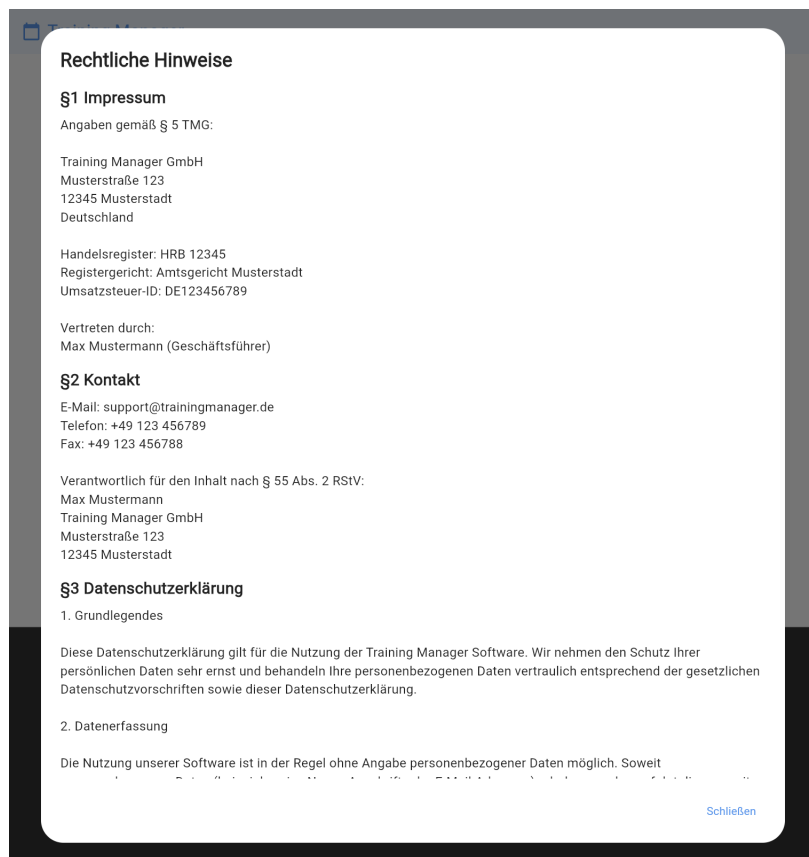 Training Manager
Rechtliche Hinweise
§1 Impressum
Angaben gemäß § 5 TMG:
Training Manager GmbH
Musterstraße 123
12345 Musterstadt
Deutschland
Handelsregister: HRB 12345
Registergericht: Amtsgericht Musterstadt
Umsatzsteuer-ID: DE123456789
Vertreten durch:
Max Mustermann (Geschäftsführer)
§2 Kontakt
E-Mail: support@trainingmanager.de
Telefon: +49 123 456789
Fax: +49 123 456788
Verantwortlich für den Inhalt nach § 55 Abs. 2 RStV:
Max Mustermann
Training Manager GmbH
Musterstraße 123
12345 Musterstadt
§3 Datenschutzerklärung
1. Grundlegendes
Diese Datenschutzerklärung gilt für die Nutzung der Training Manager Software. Wir nehmen den Schutz Ihrer
persönlichen Daten sehr ernst und behandeln Ihre personenbezogenen Daten vertraulich entsprechend der gesetzlichen
Datenschutzvorschriften sowie dieser Datenschutzerklärung.
2. Datenerfassung
Die Nutzung unserer Software ist in der Regel ohne Angabe personenbezogener Daten möglich. Soweit
Schließen